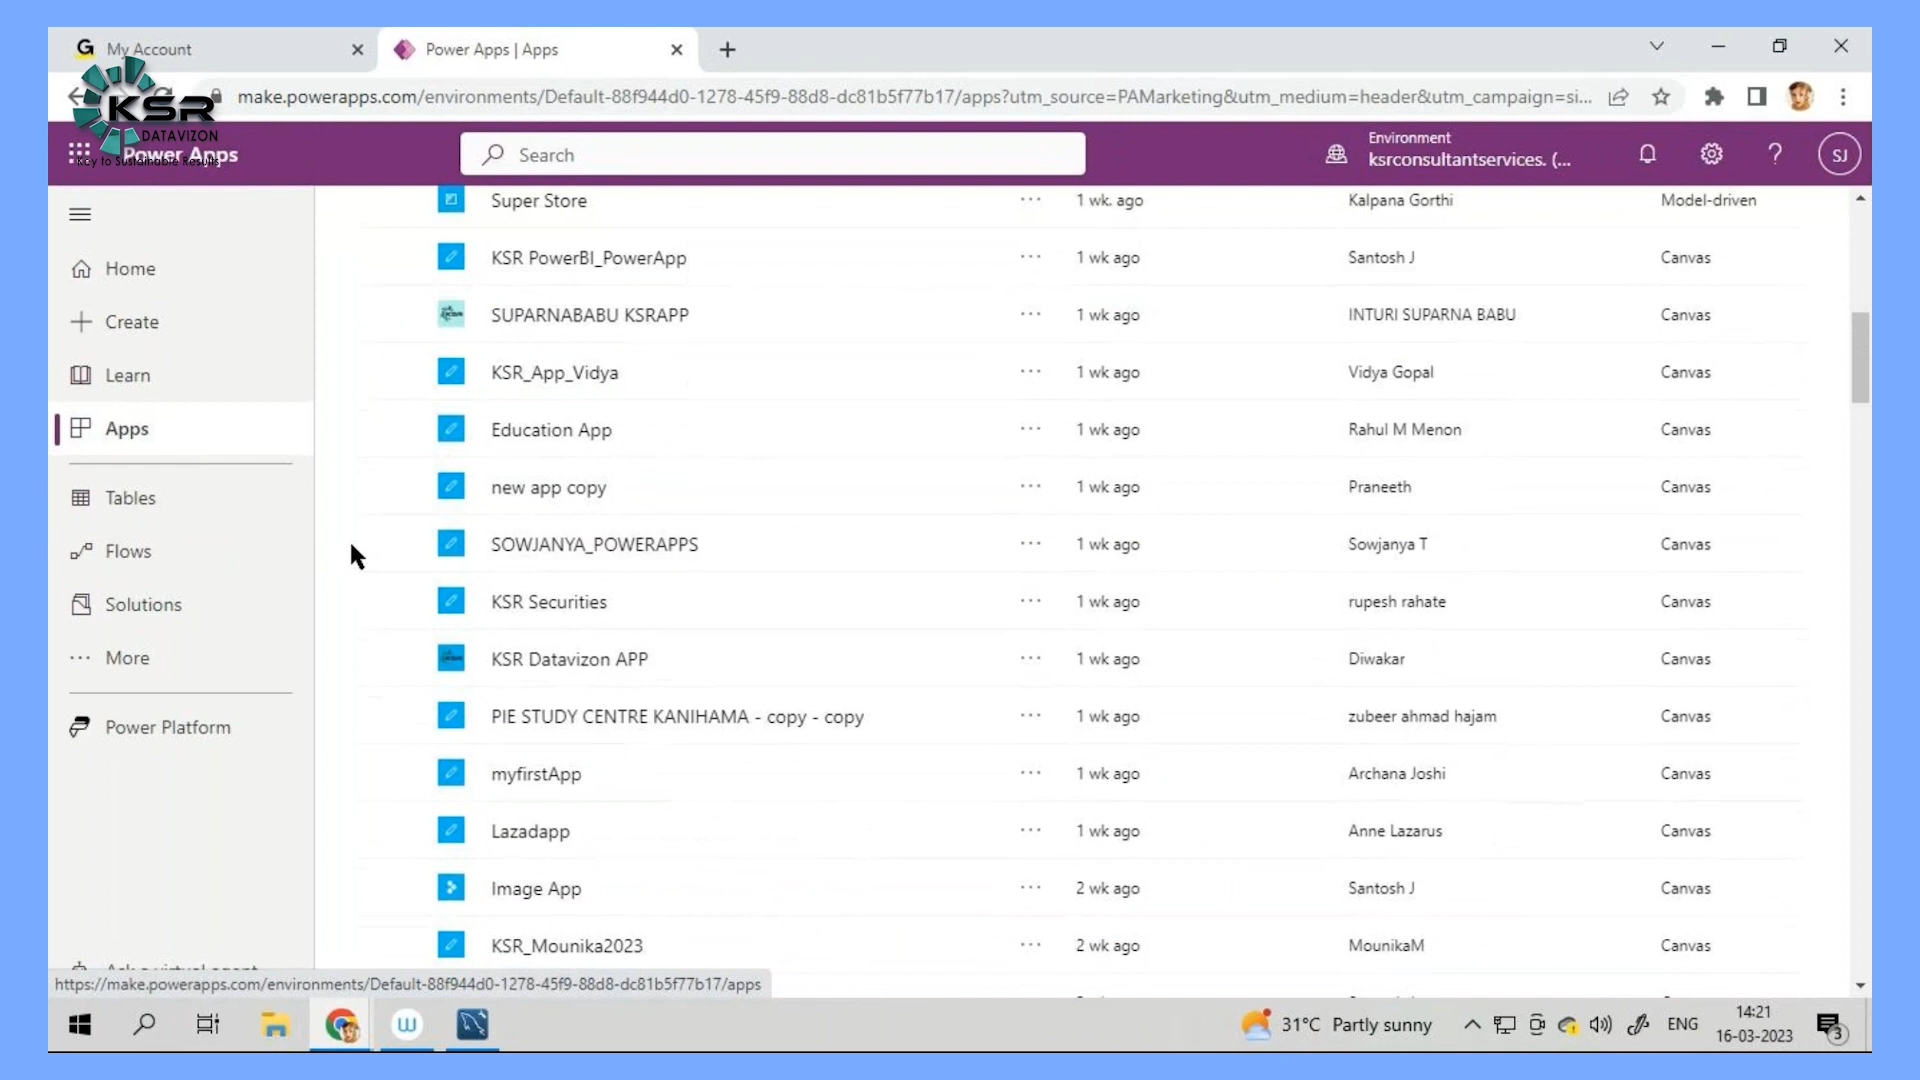 My Account
Power Apps | Apps
make.powerapps.com/environments/Default-88f944d0-1278-45f9-88d8-dc81b5f77b17/apps?utm_source=PAMarketing&utm_medium=header&utm_campaign=si...
KSR
DATAVIZON
Key to Sustainable Results
Power Apps
Search
Environment
ksrconsultantservices. (...
SJ
Home
Create
Learn
Apps
Tables
Flows
Solutions
More
Power Platform
Super Store ... 1 wk. ago Kalpana Gorthi Model-driven
KSR PowerBI_PowerApp ... 1 wk ago Santosh J Canvas
SUPARNABABU KSRAPP ... 1 wk ago INTURI SUPARNA BABU Canvas
KSR_App_Vidya ... 1 wk ago Vidya Gopal Canvas
Education App ... 1 wk ago Rahul M Menon Canvas
new app copy ... 1 wk ago Praneeth Canvas
SOWJANYA_POWERAPPS ... 1 wk ago Sowjanya T Canvas
KSR Securities ... 1 wk ago rupesh rahate Canvas
KSR Datavizon APP ... 1 wk ago Diwakar Canvas
PIE STUDY CENTRE KANIHAMA - copy - copy ... 1 wk ago zubeer ahmad hajam Canvas
myfirstApp ... 1 wk ago Archana Joshi Canvas
Lazadapp ... 1 wk ago Anne Lazarus Canvas
Image App ... 2 wk ago Santosh J Canvas
KSR_Mounika2023 ... 2 wk ago MounikaM Canvas
https://make.powerapps.com/environments/Default-88f944d0-1278-45f9-88d8-dc81b5f77b17/apps
31°C Partly sunny
ENG
14:21
16-03-2023
3